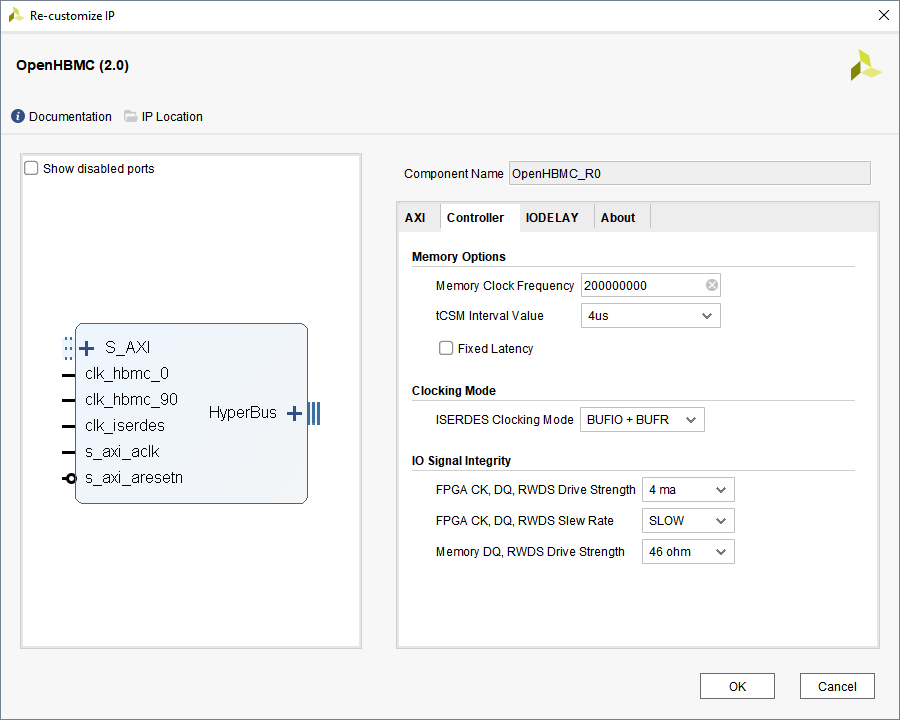 Re-customize IP
OpenHBMC (2.0)
Documentation IP Location
Show disabled ports
S_AXI
clk_hbmc_0
clk_hbmc_90
clk_iserdes
s_axi_aclk
s_axi_aresetn
HyperBus
Component Name OpenHBMC_R0
AXI Controller IODELAY About
Memory Options
Memory Clock Frequency 200000000
tCSM Interval Value 4us
Fixed Latency
Clocking Mode
ISERDES Clocking Mode BUFIO + BUFR
IO Signal Integrity
FPGA CK, DQ, RWDS Drive Strength 4 ma
FPGA CK, DQ, RWDS Slew Rate SLOW
Memory DQ, RWDS Drive Strength 46 ohm
OK Cancel